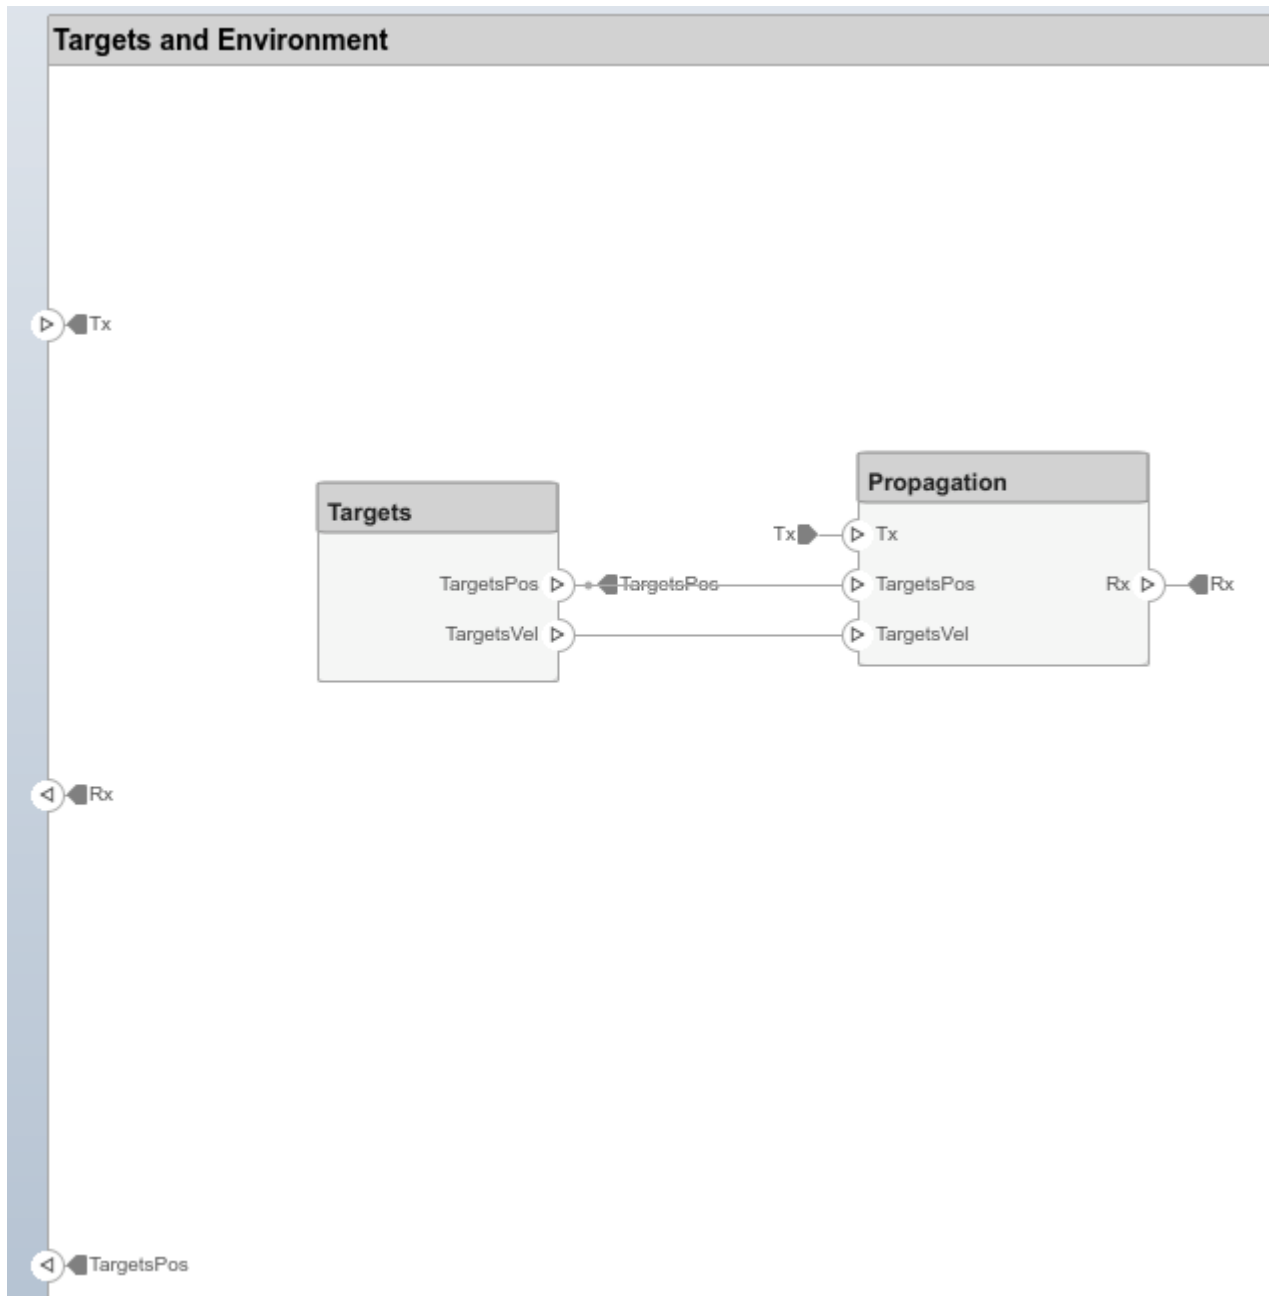 Targets and Environment
Tx
Propagation
Targets
Tx
Tx
TargetsPos
TargetsPos
TargetsPos
Rx
Rx
TargetsVel
TargetsVel
Rx
TargetsPos